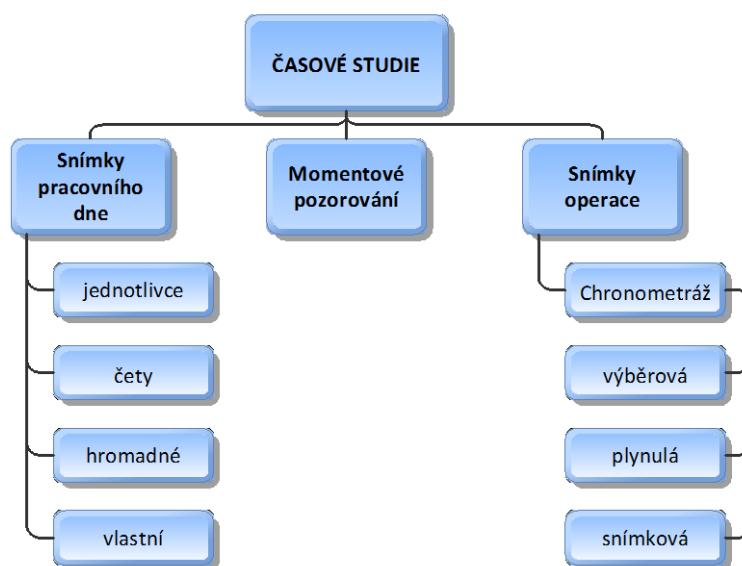 ČASOVÉ STUDIE
Snímky
pracovního
dne
Momentové
pozorování
Snímky
operace
jednotlivce
čety
hromadné
vlastní
Chronometráž
výběrová
plynulá
snímková